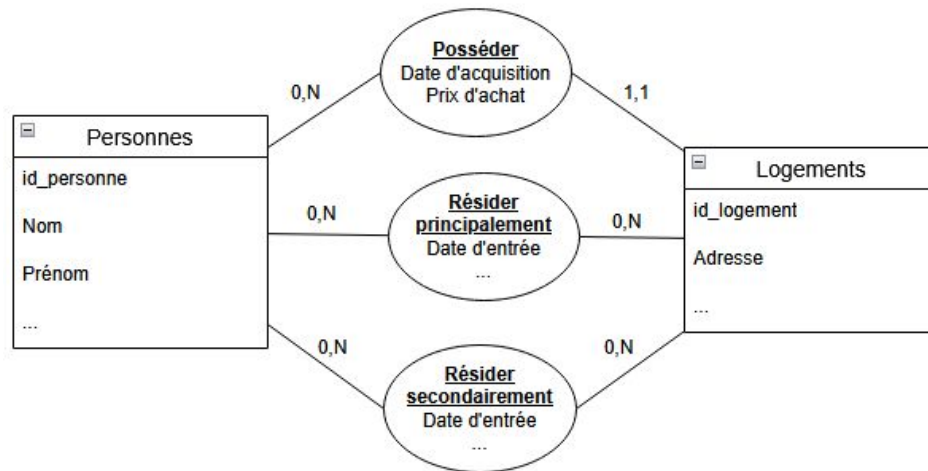 Posséder
Date d'acquisition
Prix d'achat
0,N
1,1
Personnes
id_personne
Nom
Prénom
...
Logements
id_logement
Adresse
...
0,N
Résider
principalement
Date d'entrée
...
0,N
0,N
Résider
secondairement
Date d'entrée
...
0,N